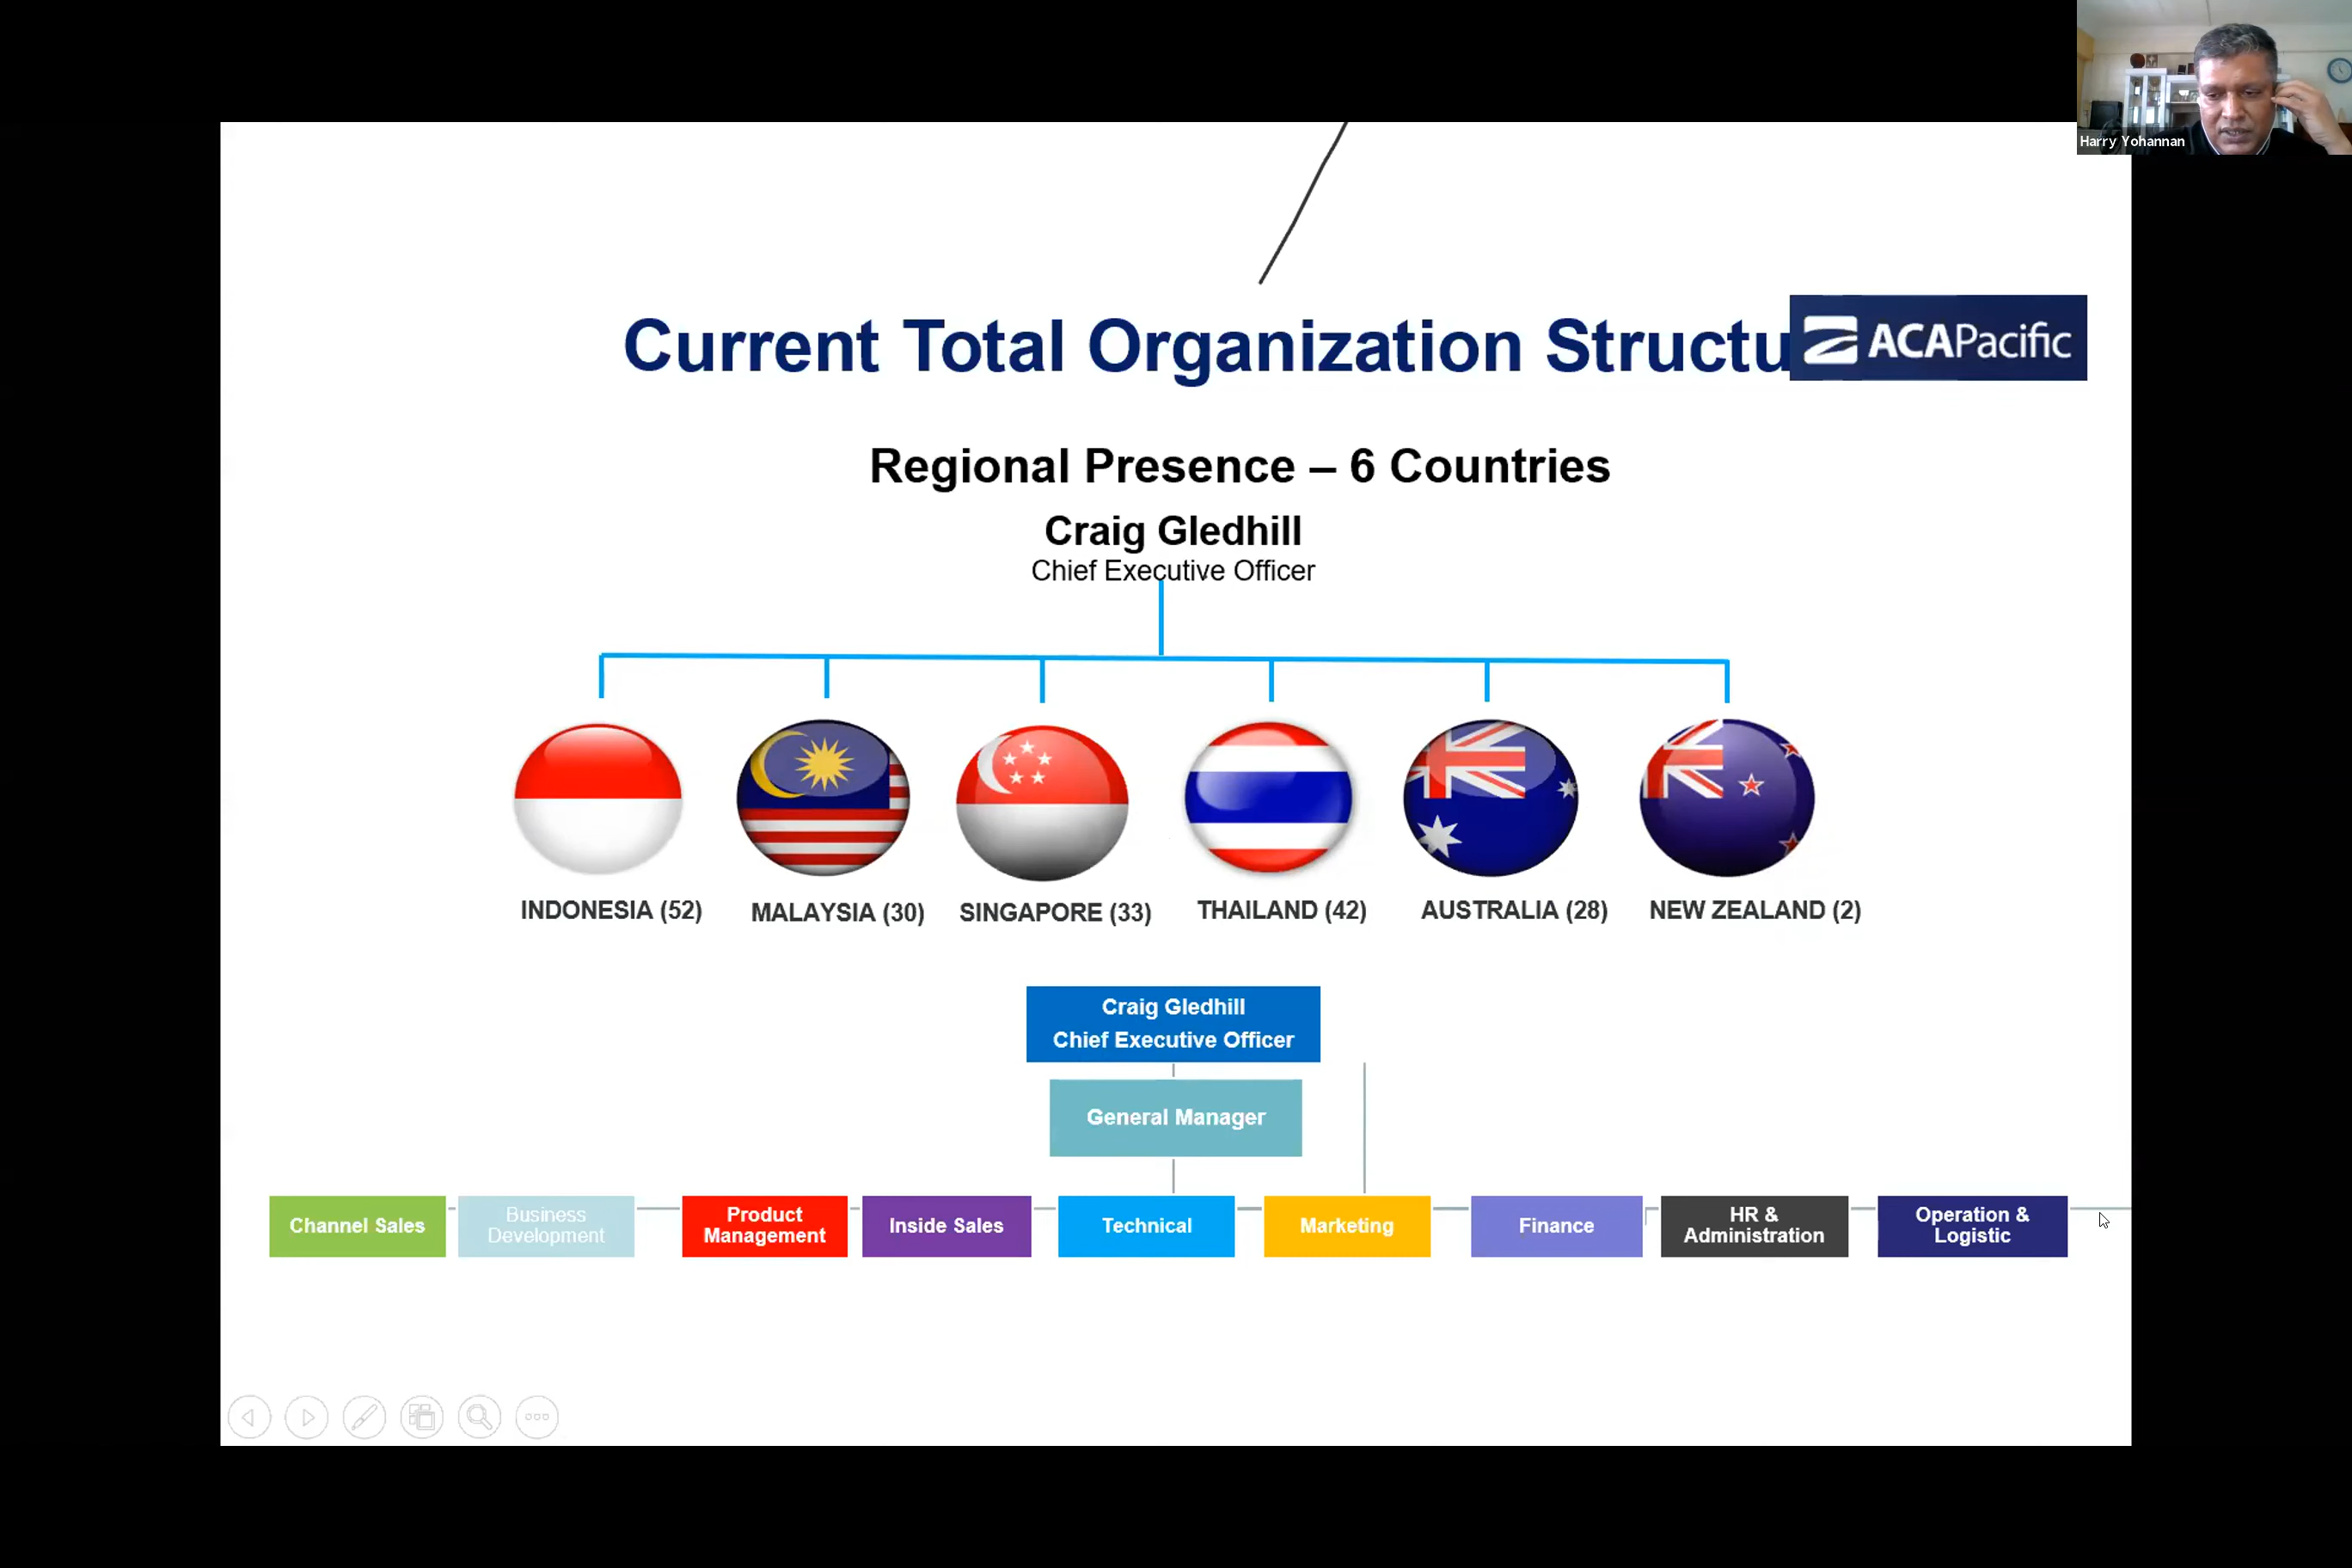 Harry Yohannan
Current Total Organization Structu
ACAPacific
Regional Presence – 6 Countries
Craig Gledhill
Chief Executive Officer
INDONESIA (52)
MALAYSIA (30)
SINGAPORE (33)
THAILAND (42)
AUSTRALIA (28)
NEW ZEALAND (2)
Craig Gledhill
Chief Executive Officer
General Manager
Channel Sales
Business
Development
Product
Management
Inside Sales
Technical
Marketing
Finance
HR &
Administration
Operation &
Logistic